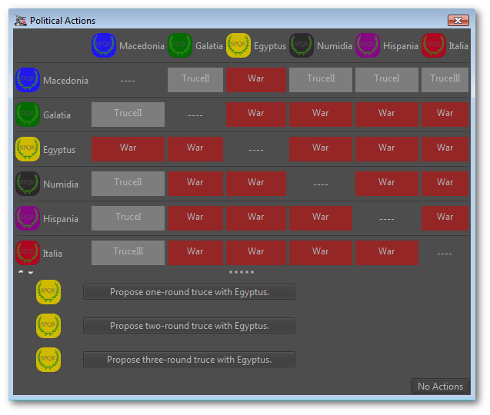 Political Actions
Macedonia Galatia Egyptus Numidia Hispania Italia
Macedonia ---- TruceII War TruceII TruceI TruceIII
Galatia TruceII ---- War War War War
Egyptus War War ---- War War War
Numidia TruceII War War ---- War War
Hispania TruceI War War War ---- War
Italia TruceIII War War War War ----
Propose one-round truce with Egyptus.
Propose two-round truce with Egyptus.
Propose three-round truce with Egyptus.
No Actions